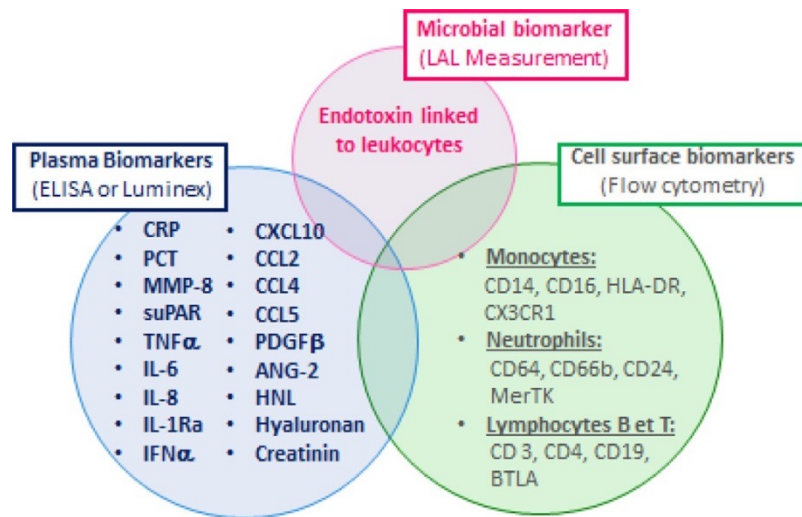 Microbial biomarker
(LAL Measurement)
Endotoxin linked
to leukocytes
Plasma Biomarkers
(ELISA or Luminex)
• CRP
• PCT
• MMP-8
• suPAR
• TNFα
• IL-6
• IL-8
• IL-1Ra
• IFNα
• CXCL10
• CCL2
• CCL4
• CCL5
• PDGFβ
• ANG-2
• HNL
• Hyaluronan
• Creatinin
Cell surface biomarkers
(Flow cytometry)
• Monocytes:
CD14, CD16, HLA-DR,
CX3CR1
• Neutrophils:
CD64, CD66b, CD24,
MerTK
• Lymphocytes B et T:
CD 3, CD4, CD19,
BTLA